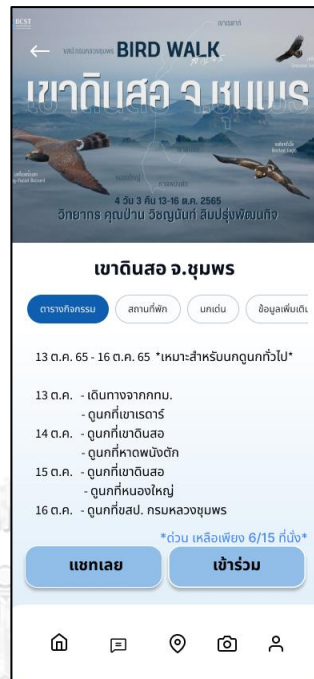 BCST
BIRD WALK
เขาดินสอ จ.ชุมพร
4 วัน 3 คืน 13-16 ต.ค. 2565
วิทยากร คุณป่าน วิชญนันท์ ลิมปรุ่งพัฒนกิจ
เขาดินสอ จ.ชุมพร
ตารางกิจกรรม สถานที่พัก นกเด่น ข้อมูลเพิ่มเติม
13 ต.ค. 65 - 16 ต.ค. 65 *เหมาะสำหรับนกดูนกทั่วไป*
13 ต.ค. - เดินทางจากกทม.
- ดูนกที่เขาเรดาร์
14 ต.ค. - ดูนกที่เขาดินสอ
- ดูนกที่หาดพนังตัก
15 ต.ค. - ดูนกที่เขาดินสอ
- ดูนกที่หนองใหญ่
16 ต.ค. - ดูนกที่ขสป. กรมหลวงชุมพร
*ด่วน เหลือเพียง 6/15 ที่นั่ง*
แชทเลย เข้าร่วม